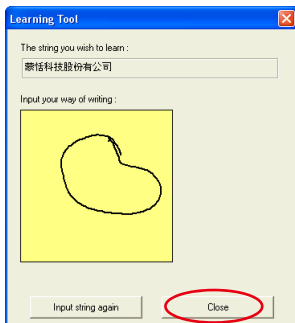 Learning Tool
The string you wish to learn :
蒙恬科技股份有公司
Input your way of writing :
Input string again
Close